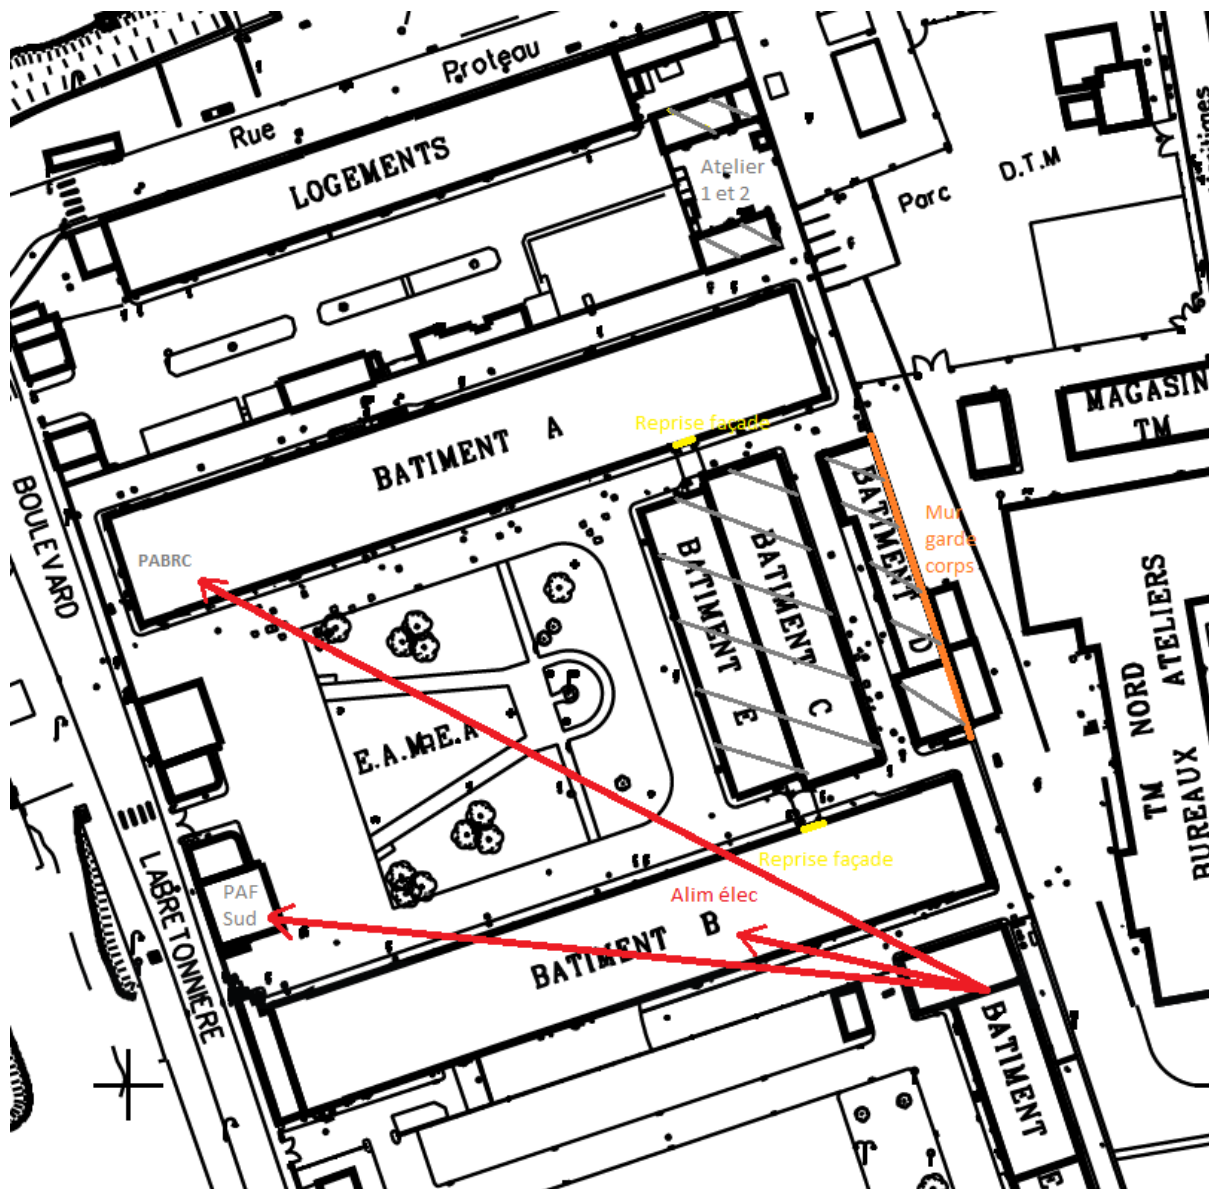 Rue Proteau
LOGEMENTS
Atelier
1 et 2
D.T.M
Parc
MAGASIN
TM
BATIMENT A
Reprise façade
BATIMENT D
Mur
garde
corps
BOULEVARD
LABRETONNIERE
PABRC
BATIMENT E
BATIMENT C
E.A.M.E.A
TM NORD
BUREAUX ATELIERS
PAF
Sud
Reprise façade
Alim élec
BATIMENT B
BATIMENT
E